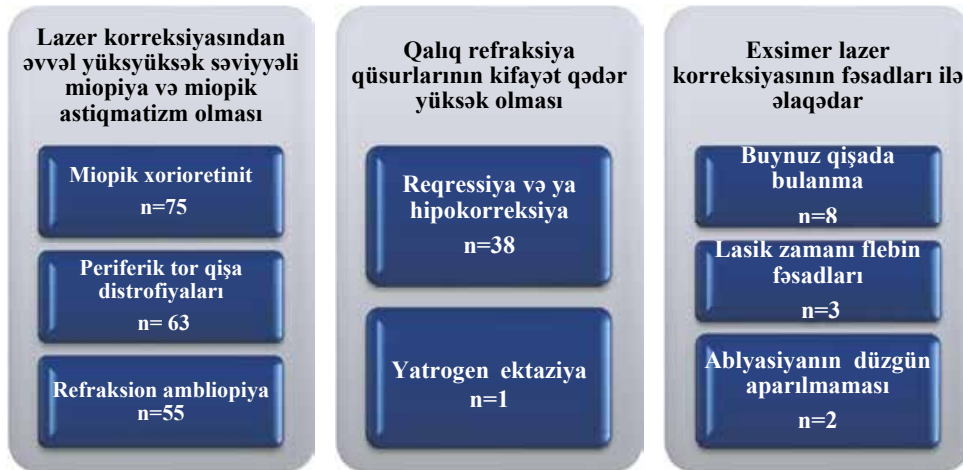 Lazer korreksiyasından
əvvəl yüksyüksək səviyyəli
miopiya və miopik
astiqmatizm olması
Miopik xorioretinit
n=75
Periferik tor qişa
distrofiyaları
n= 63
Refraksion ambliopiya
n=55
Qalıq refraksiya
qüsurlarının kifayət qədər
yüksək olması
Reqressiya və ya
hipokorreksiya
n=38
Yatrogen ektaziya
n=1
Exsimer lazer
korreksiyasının fəsadları ilə
əlaqədar
Buynuz qişada
bulanma
n=8
Lasik zamanı flebin
fəsadları
n=3
Ablyasiyanın düzgün
aparılmaması
n=2